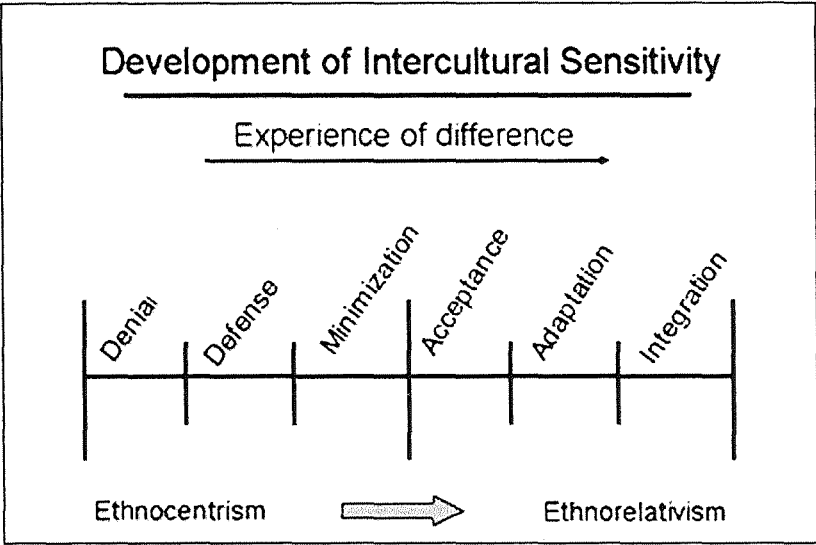 Development of Intercultural Sensitivity
Experience of difference
Denial
Defense
Minimization
Acceptance
Adaptation
Integration
Ethnocentrism
Ethnorelativism